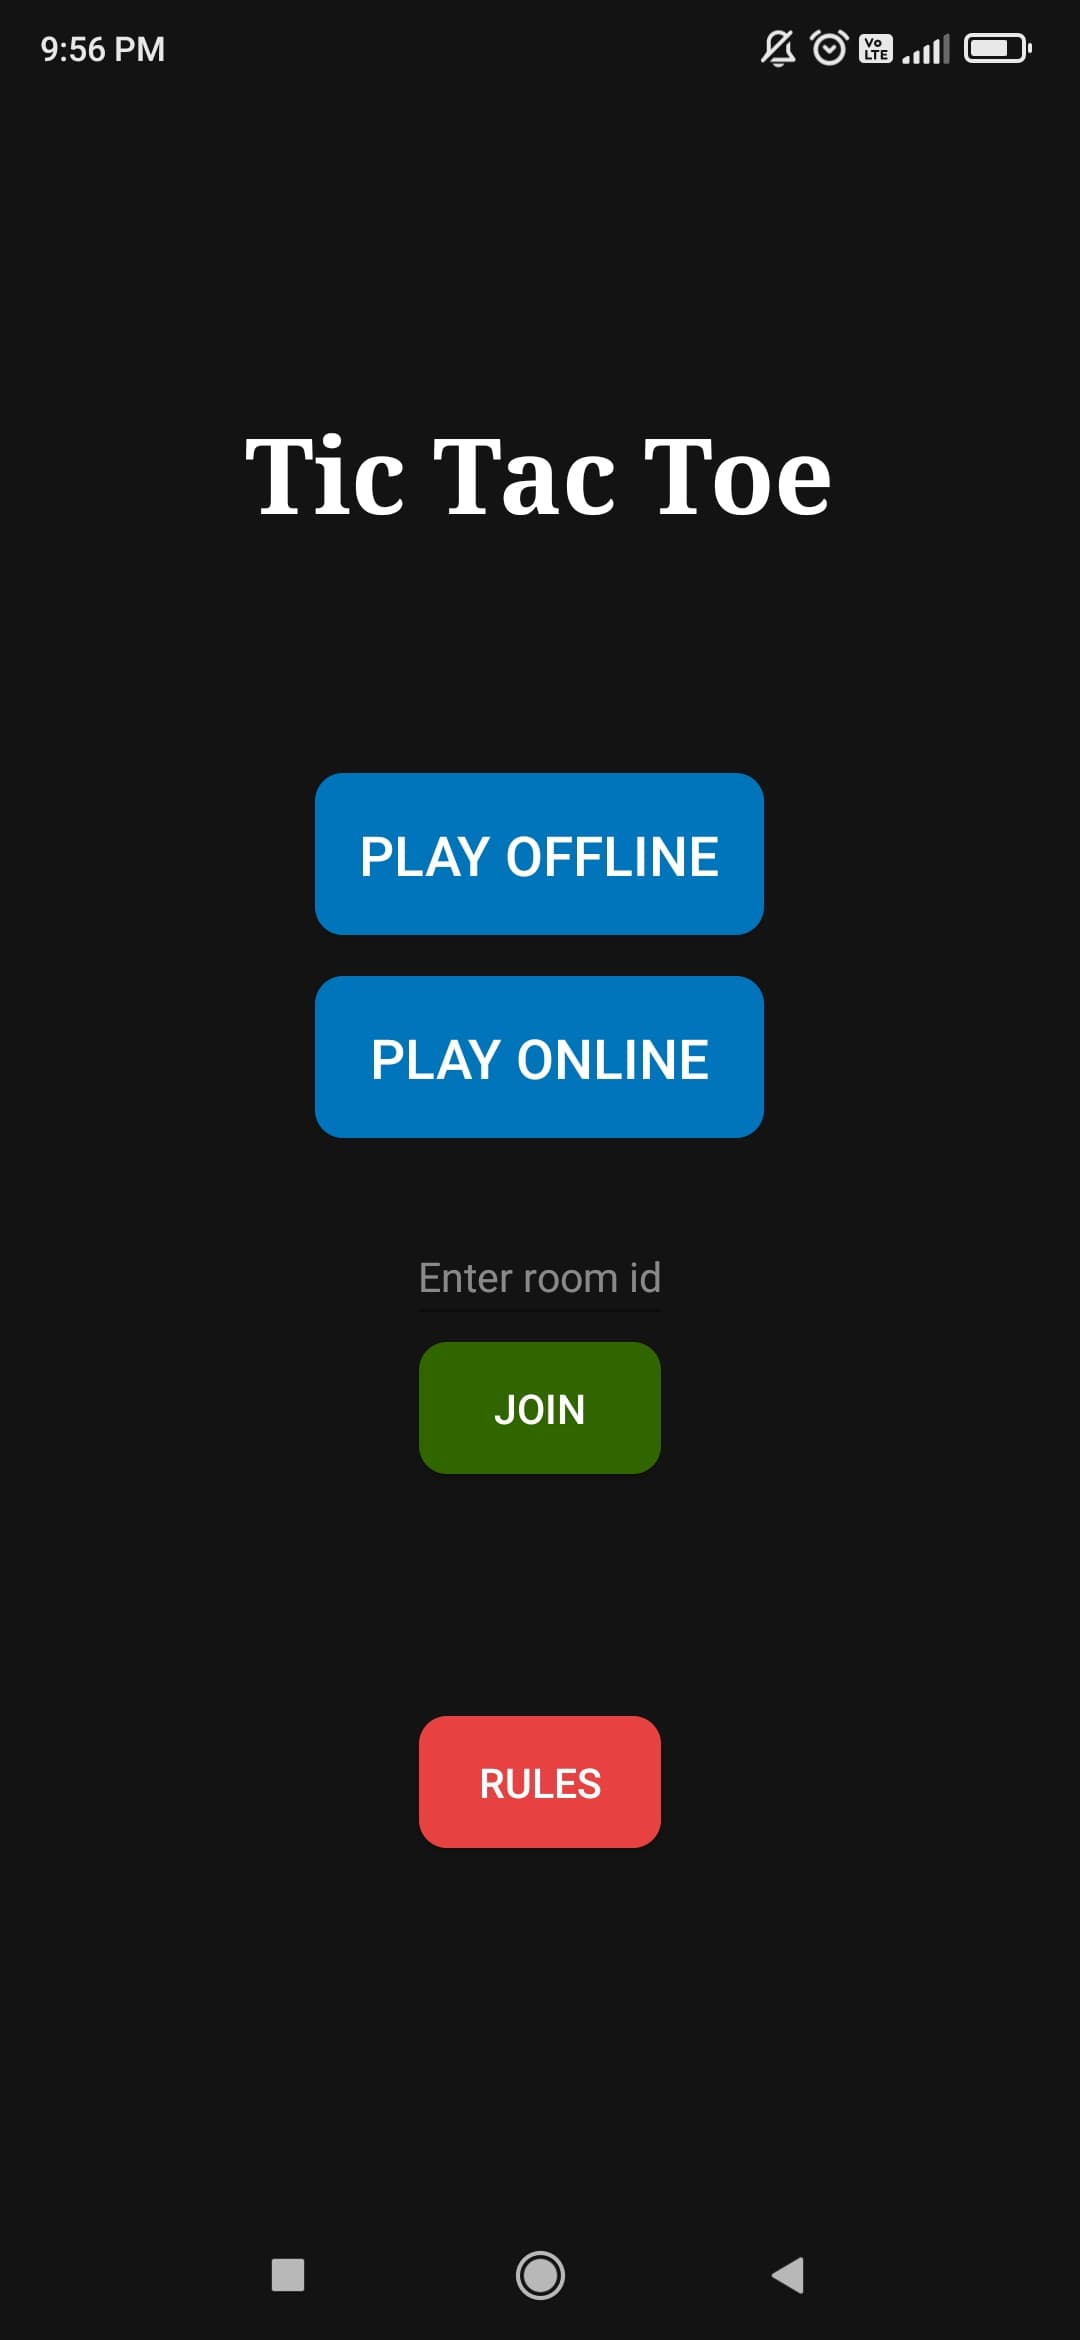 9:56 PM
Vo
LTE
Tic Tac Toe
PLAY OFFLINE
PLAY ONLINE
Enter room id
JOIN
RULES